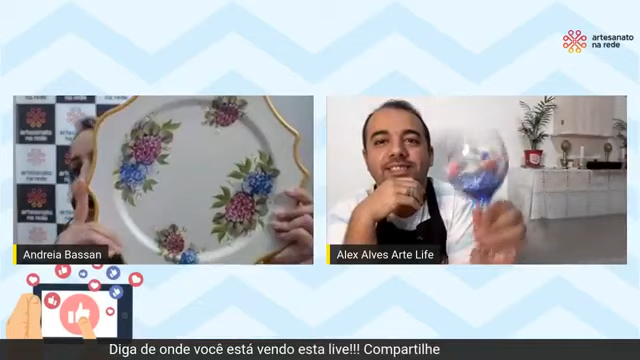 artesanato
na rede
Andreia Bassan
Alex Alves Arte Life
Diga de onde você está vendo esta live!!! Compartilhe